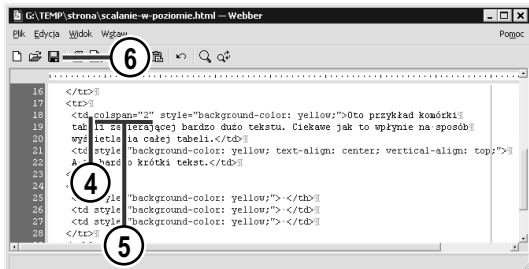 G:\TEMP\strona\scalanie-w-poziomie.html — Webber
Plik Edycja Widok Wstaw Pomoc
6
16 </tr>
17 <tr>
18 <td colspan="2" style="background-color: yellow;">Oto przykład komórki
19 tabeli zawierającej bardzo dużo tekstu. Ciekawe jak to wpłynie na sposób
20 wyświetlania całej tabeli.</td>
21 <td style="background-color: yellow; text-align: center; vertical-align: top;">
22 A to bardzo krótki tekst.</td>
23
4
24
25 style="background-color: yellow;"> </th>
26 <td style="background-color: yellow;"> </td>
27 <td style="background-color: yellow;"> </td>
28 </tr>
5